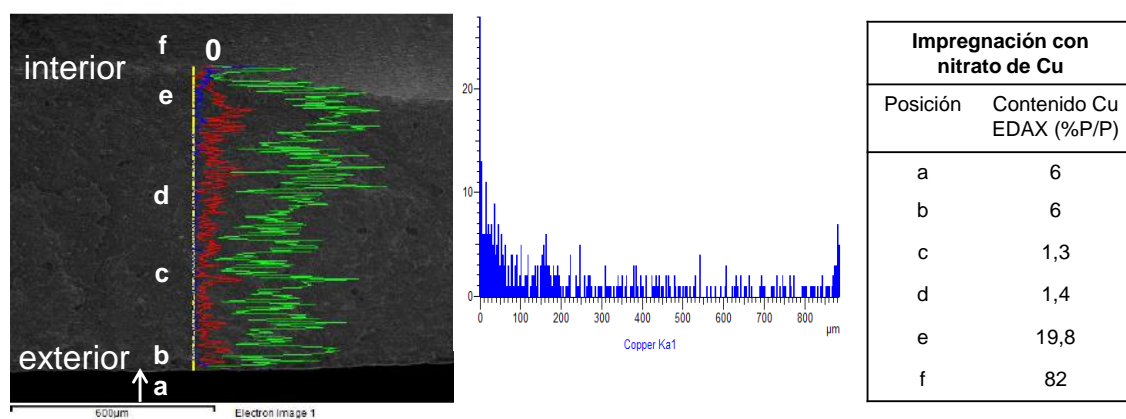 f 0
interior
e
d
c
exterior b
a
600µm Electron Image 1
20
10
0
0 100 200 300 400 500 600 700 800
µm
Copper Ka1
Impregnación con
nitrato de Cu
Posición Contenido Cu
EDAX (%P/P)
a 6
b 6
c 1,3
d 1,4
e 19,8
f 82